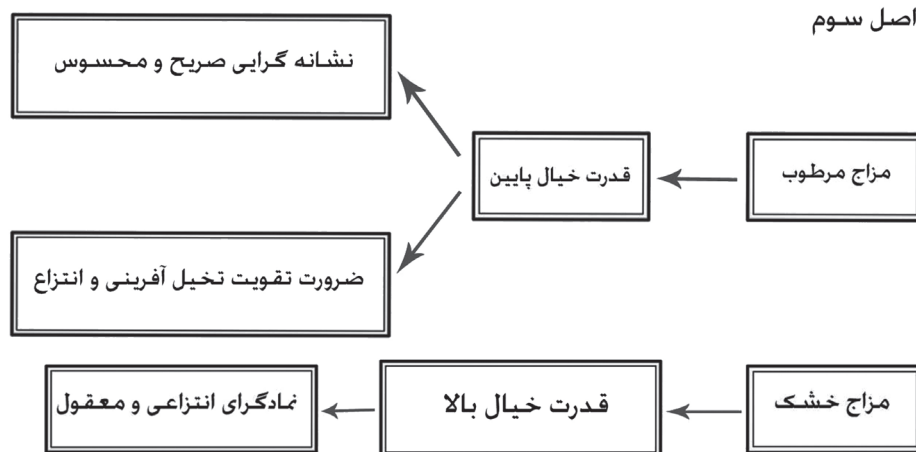 اصل سوم
نشانه گرایی صریح و محسوس
مزاج مرطوب
قدرت خیال پایین
ضرورت تقویت تخیل آفرینی و انتزاع
مزاج خشک
قدرت خیال بالا
نمادگرای انتزاعی و معقول